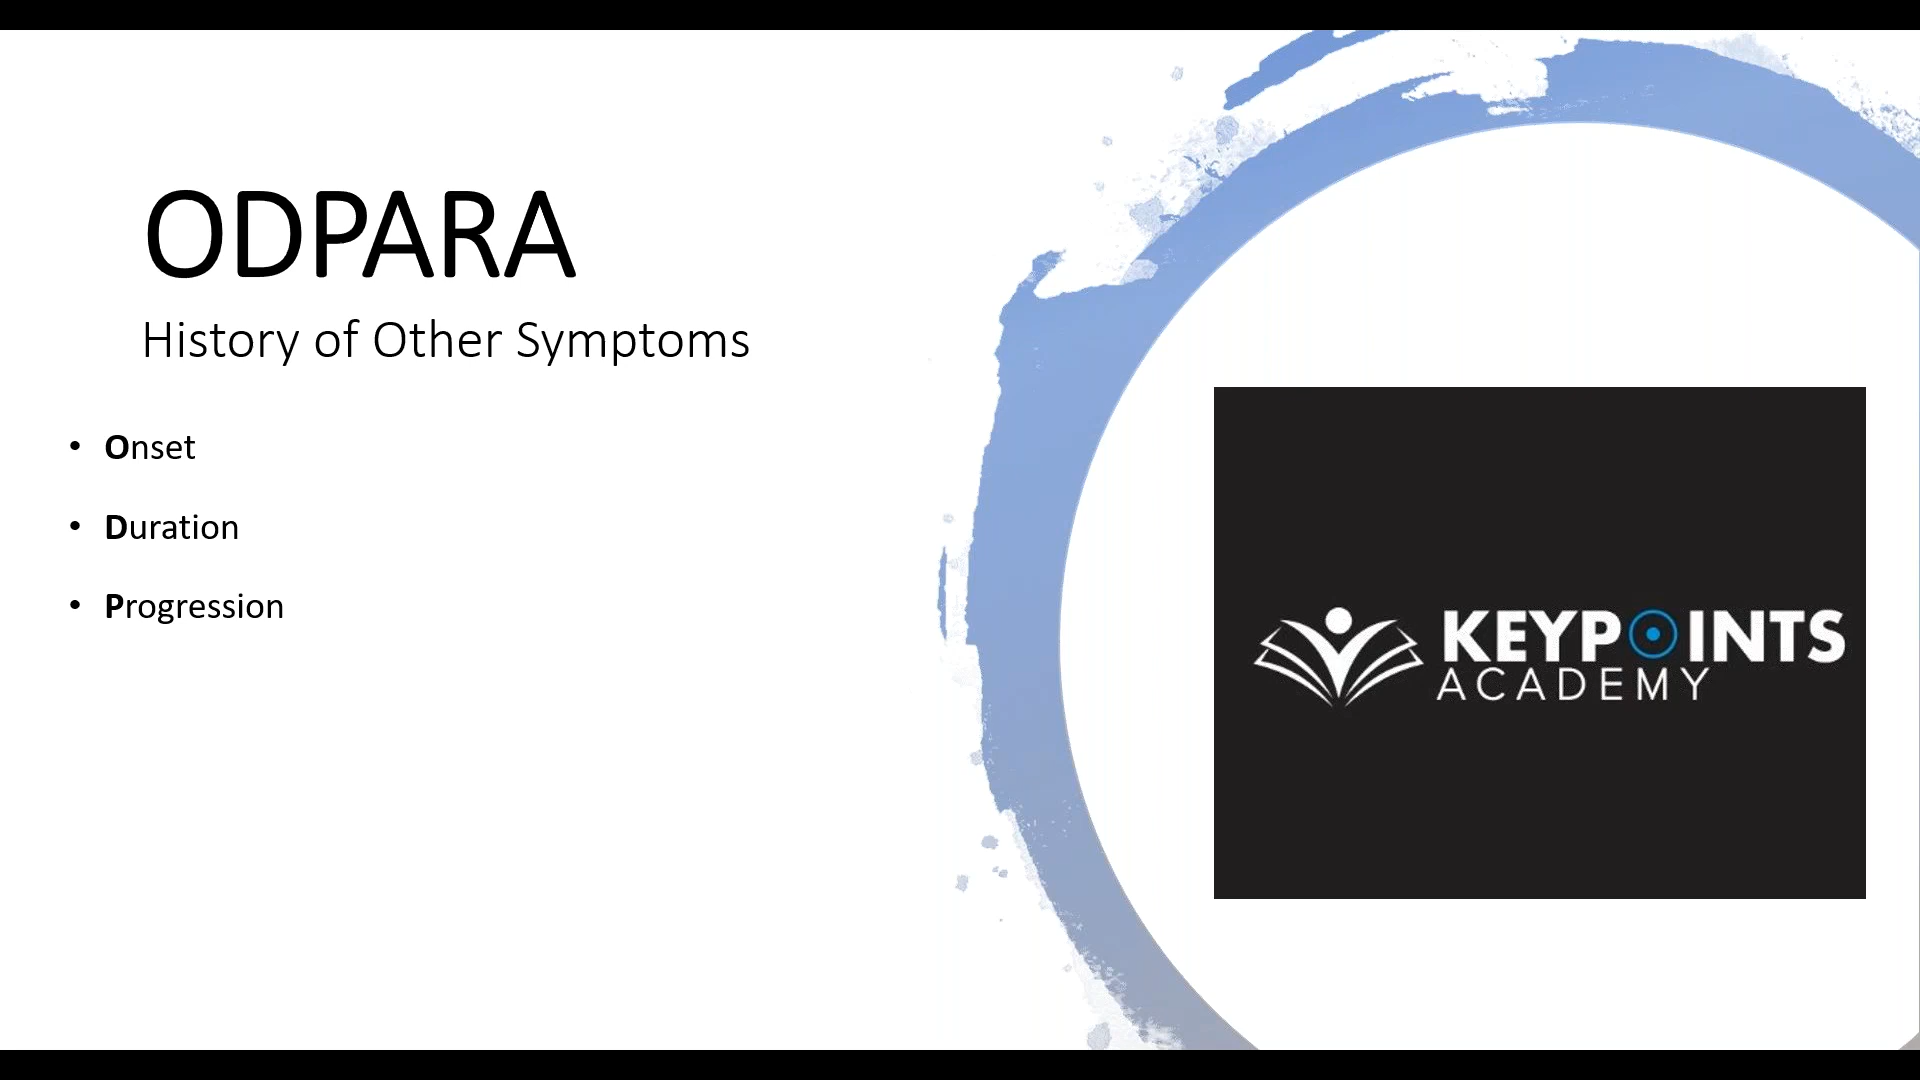 ODPARA
History of Other Symptoms
• Onset
• Duration
• Progression
KEYPOINTS
ACADEMY